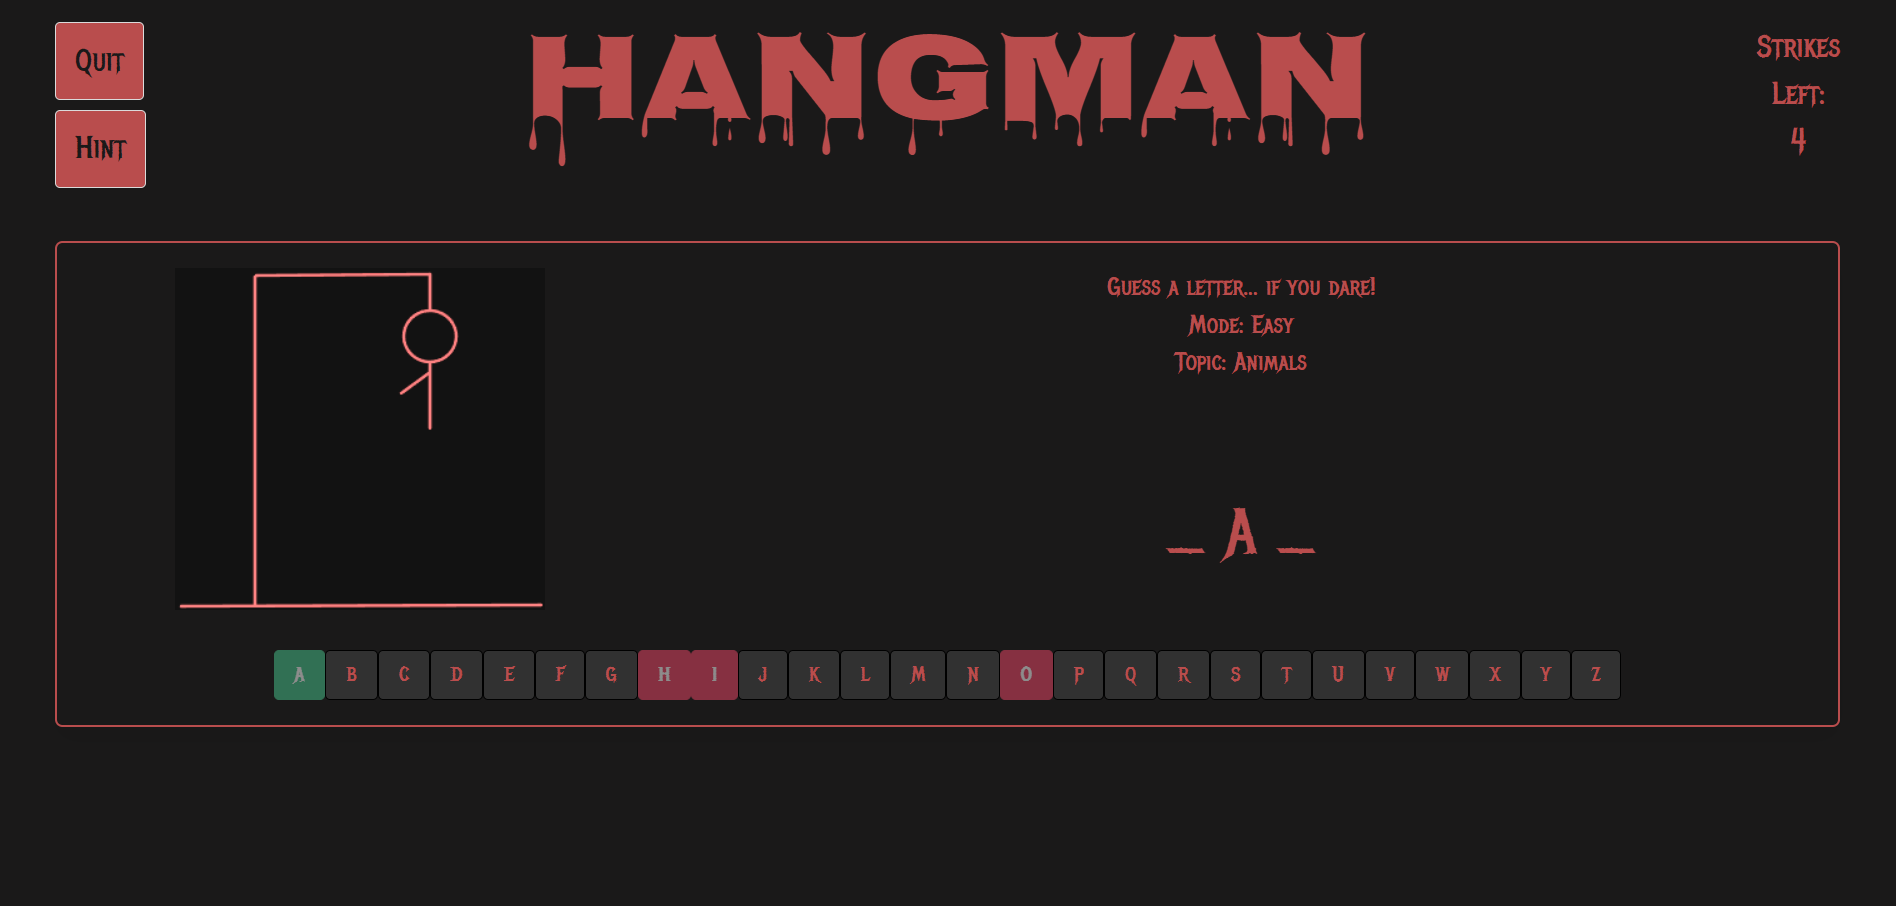 Quit
Hint
HANGMAN
Strikes
Left:
4
Guess a letter... if you dare!
Mode: Easy
Topic: Animals
_ A _
A B C D E F G H I J K L M N O P Q R S T U V W X Y Z